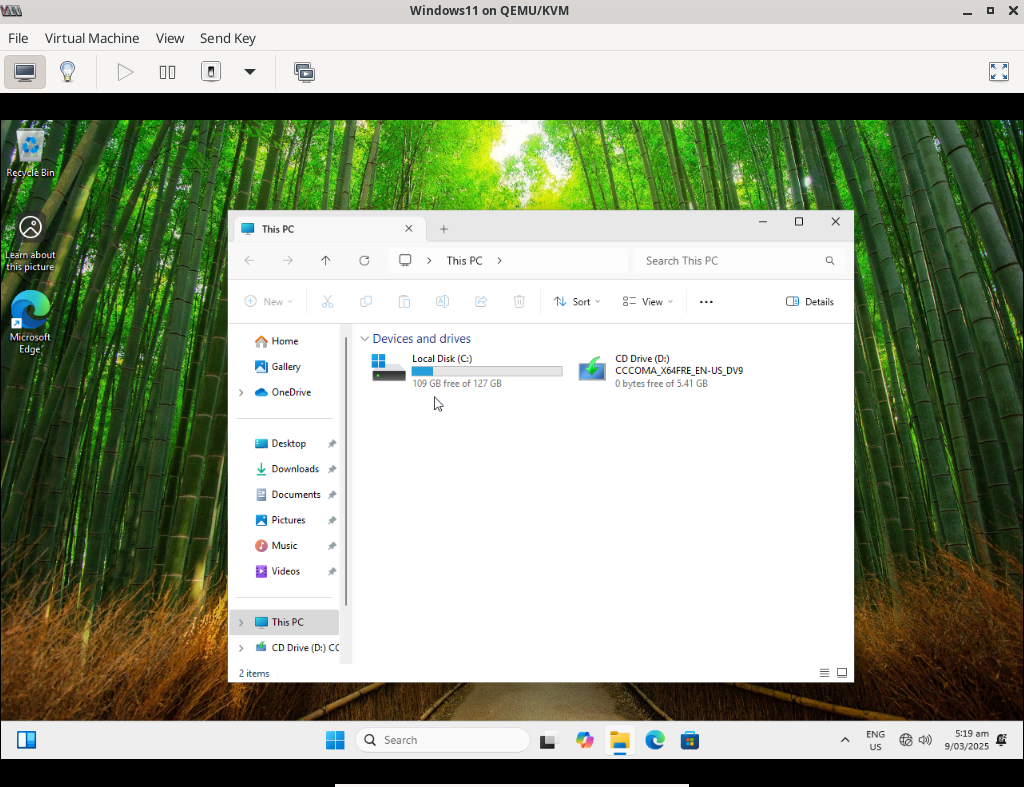 Windows11 on QEMU/KVM
File Virtual Machine View Send Key
Recycle Bin
Learn about
this picture
Microsoft
Edge
This PC
This PC
Search This PC
New
Sort
View
Details
Home
Gallery
OneDrive
Desktop
Downloads
Documents
Pictures
Music
Videos
This PC
CD Drive (D:) CC
Devices and drives
Local Disk (C:)
109 GB free of 127 GB
CD Drive (D:)
CCCOMA_X64FRE_EN-US_DV9
0 bytes free of 5.41 GB
2 items
Search
ENG
US
5:19 am
9/03/2025